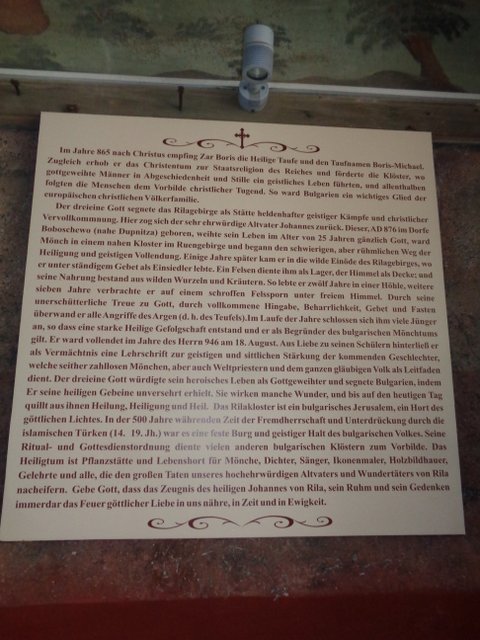 Im Jahre 865 nach Christus empfing Zar Boris die Heilige Taufe und den Taufnamen Boris-Michael.
Zugleich erhob er das Christentum zur Staatsreligion des Reiches und förderte die Klöster, wo
gottgeweihte Männer in Abgeschiedenheit und Stille ein geistliches Leben führten, und allenthalben
folgten die Menschen dem Vorbilde christlicher Tugend. So ward Bulgarien ein wichtiges Glied der
europäischen christlichen Völkerfamilie.
Der dreieine Gott segnete das Rilagebirge als Stätte heldenhafter geistiger Kämpfe und christlicher
Vervollkommnung. Hier zog sich der sehr ehrwürdige Altvater Johannes zurück. Dieser, AD 876 im Dorfe
Boboschewo (nahe Dupnitza) geboren, weihte sein Leben im Alter von 25 Jahren gänzlich Gott, ward
Mönch in einem nahen Kloster im Ruengebirge und begann den schwierigen, aber rühmlichen Weg der
Heiligung und geistigen Vollendung. Einige Jahre später kam er in die wilde Einöde des Rilagebirges, wo
er unter ständigem Gebet als Einsiedler lebte. Ein Felsen diente ihm als Lager, der Himmel als Decke; und
seine Nahrung bestand aus wilden Wurzeln und Kräutern. So lebte er zwölf Jahre in einer Höhle, weitere
sieben Jahre verbrachte er auf einem schroffen Felssporn unter freiem Himmel. Durch seine
unerschütterliche Treue zu Gott, durch vollkommene Hingabe, Beharrlichkeit, Gebet und Fasten
überwand er alle Angriffe des Argen (d. h. des Teufels).Im Laufe der Jahre schlossen sich ihm viele Jünger
an, so dass eine starke Heilige Gefolgschaft entstand und er als Begründer des bulgarischen Mönchtums
gilt. Er ward vollendet im Jahre des Herrn 946 am 18. August. Aus Liebe zu seinen Schülern hinterließ er
als Vermächtnis eine Lehrschrift zur geistigen und sittlichen Stärkung der kommenden Geschlechter,
welche seither zahllosen Mönchen, aber auch Weltpriestern und dem ganzen gläubigen Volk als Leitfaden
dient. Der dreieine Gott würdigte sein heroisches Leben als Gottgeweihter und segnete Bulgarien, indem
Er seine heiligen Gebeine unversehrt erhielt. Sie wirken manche Wunder, und bis auf den heutigen Tag
quillt aus ihnen Heilung, Heiligung und Heil. Das Rilakloster ist ein bulgarisches Jerusalem, ein Hort des
göttlichen Lichtes. In der 500 Jahre währenden Zeit der Fremdherrschaft und Unterdrückung durch die
islamischen Türken (14. 19. Jh.) war es eine feste Burg und geistiger Halt des bulgarischen Volkes. Seine
Ritual- und Gottesdienstordnung diente vielen anderen bulgarischen Klöstern zum Vorbilde. Das
Heiligtum ist Pflanzstätte und Lebenshort für Mönche, Dichter, Sänger, Ikonenmaler, Holzbildhauer,
Gelehrte und alle, die den großen Taten unseres hochehrwürdigen Altvaters und Wundertäters von Rila
nacheifern. Gebe Gott, dass das Zeugnis des heiligen Johannes von Rila, sein Ruhm und sein Gedenken
immerdar das Feuer göttlicher Liebe in uns nähre, in Zeit und in Ewigkeit.